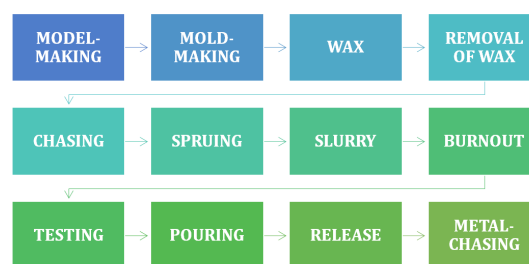 MODEL-
MAKING
MOLD-
MAKING
WAX
REMOVAL
OF WAX
CHASING
SPRUING
SLURRY
BURNOUT
TESTING
POURING
RELEASE
METAL-
CHASING